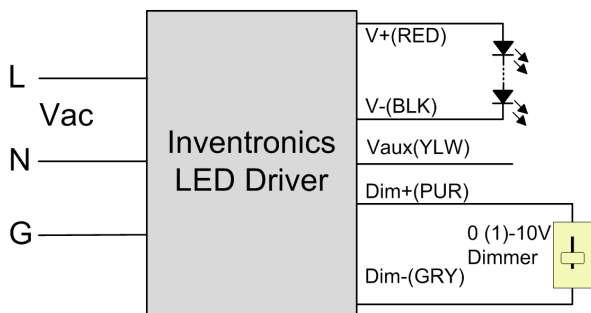 L
Vac
N
G
Inventronics
LED Driver
V+(RED)
V-(BLK)
Vaux(YLW)
Dim+(PUR)
0 (1)-10V
Dimmer
Dim-(GRY)